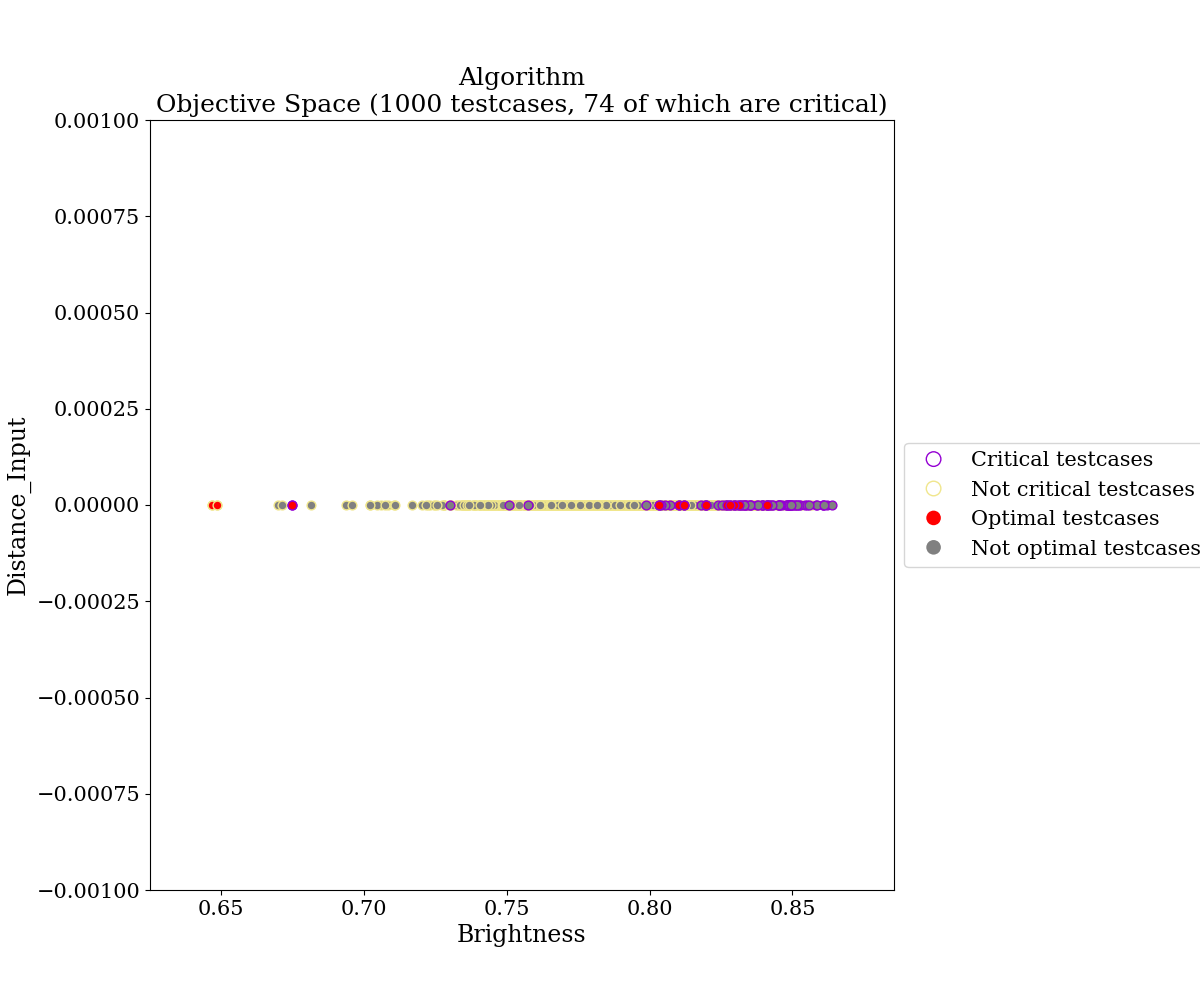 Algorithm
Objective Space (1000 testcases, 74 of which are critical)
0.00100
0.00075
0.00050
0.00025
0.00000
−0.00025
−0.00050
−0.00075
−0.00100
Distance_Input
0.65 0.70 0.75 0.80 0.85
Brightness
Critical testcases
Not critical testcases
Optimal testcases
Not optimal testcases